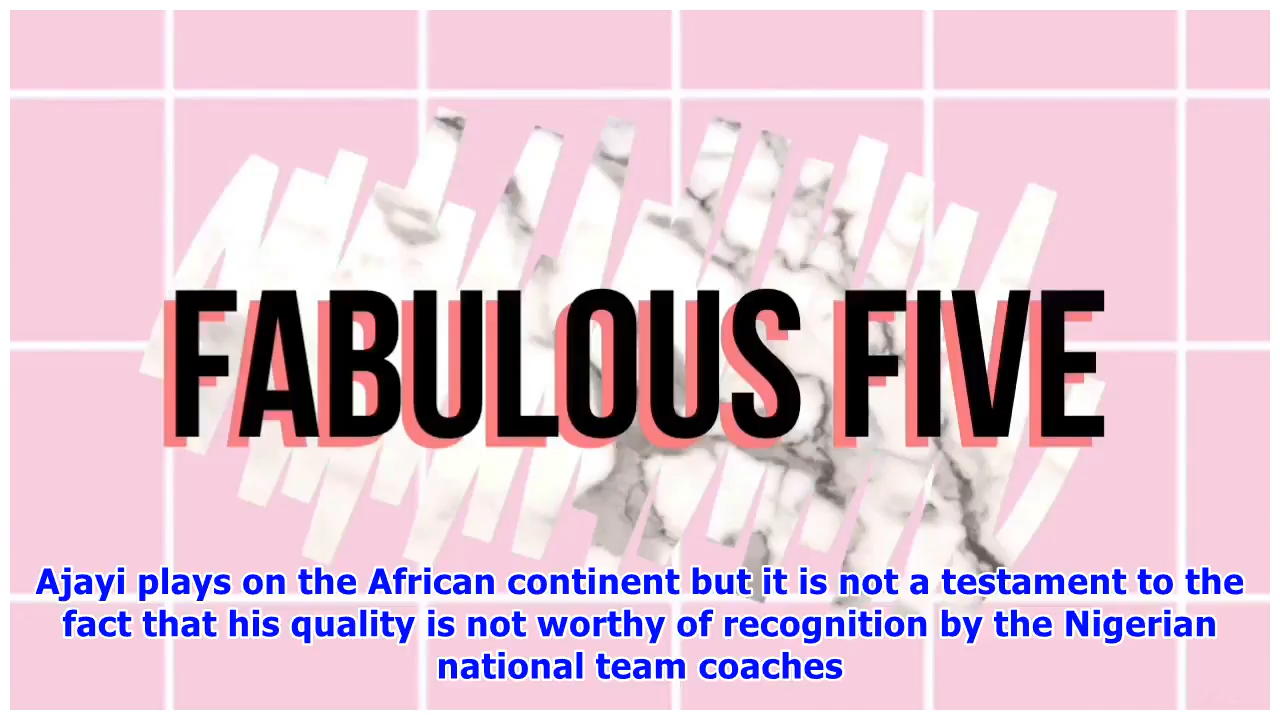 FABULOUS FIVE
Ajayi plays on the African continent but it is not a testament to the
fact that his quality is not worthy of recognition by the Nigerian
national team coaches